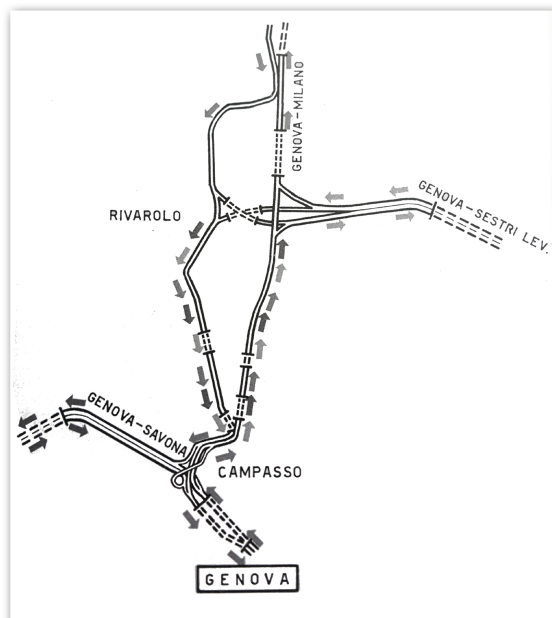 GENOVA-MILANO
GENOVA-SESTRI LEV.
RIVAROLO
GENOVA-SAVONA
CAMPASSO
GENOVA